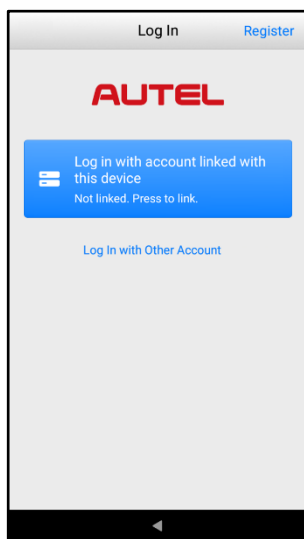 Log In
Register
AUTEL
Log in with account linked with
this device
Not linked. Press to link.
Log In with Other Account